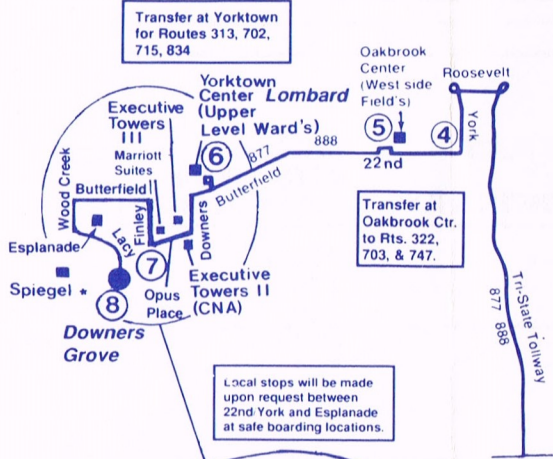 Transfer at Yorktown
for Routes 313, 702,
715, 834
Oakbrook
Center
(West side
Field's)
Roosevelt
Yorktown
Center Lombard
(Upper
Level Ward's)
Executive
Towers
III
Marriott
Suites
5
4
York
6
877
888
22nd
Butterfield
Butterfield
Wood Creek
Finley
Downers
Lacy
Esplanade
7
Transfer at
Oakbrook Ctr.
to Rts. 322,
703, & 747.
Spiegel *
8
Opus
Place
Executive
Towers II
(CNA)
Downers
Grove
877 888
Tri-State Tollway
Local stops will be made
upon request between
22nd/York and Esplanade
at safe boarding locations.